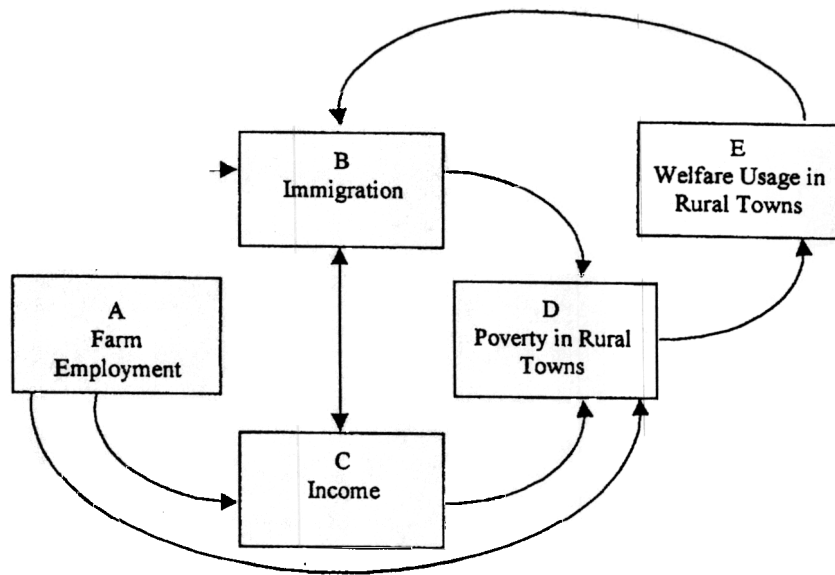 B
Immigration
E
Welfare Usage in
Rural Towns
A
Farm
Employment
D
Poverty in Rural
Towns
C
Income